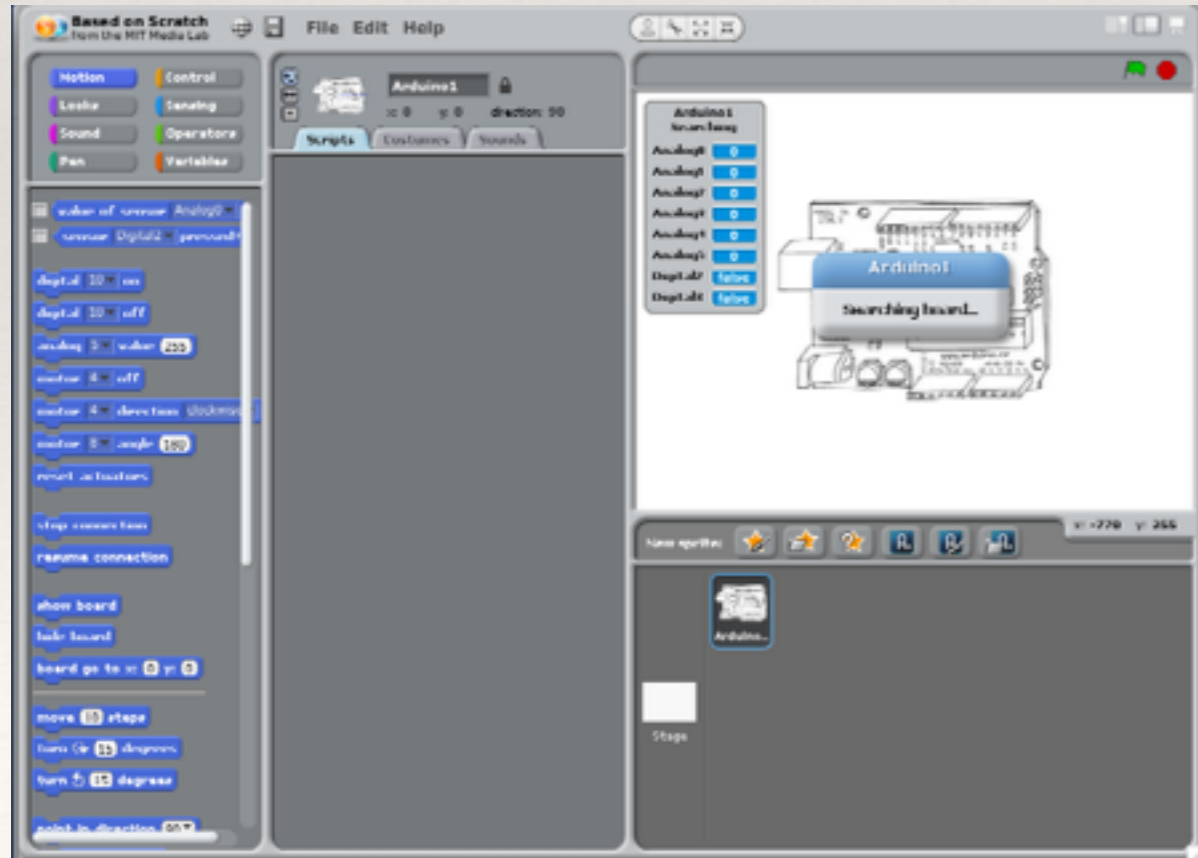 Based on Scratch
from the MIT Media Lab
File Edit Help
Motion
Control
Looks
Sensing
Sound
Operators
Pen
Variables
Arduino1
x: 0 y: 0 direction: 90
Scripts
Costumes
Sounds
value of sensor Analog0
sensor Digital2 pressed?
digital 10 on
digital 10 off
analog 5 value 255
motor 4 off
motor 4 direction clockwise
motor 8 angle 180
reset actuators
stop connection
resume connection
show board
hide board
board go to x: 0 y: 0
move 10 steps
turn 15 degrees
turn 15 degrees
point in direction 90
Arduino1
Searching
Analog0 0
Analog1 0
Analog2 0
Analog3 0
Analog4 0
Analog5 0
Digital2 false
Digital3 false
Arduino1
Searching board...
New sprite:
Arduino...
Stage